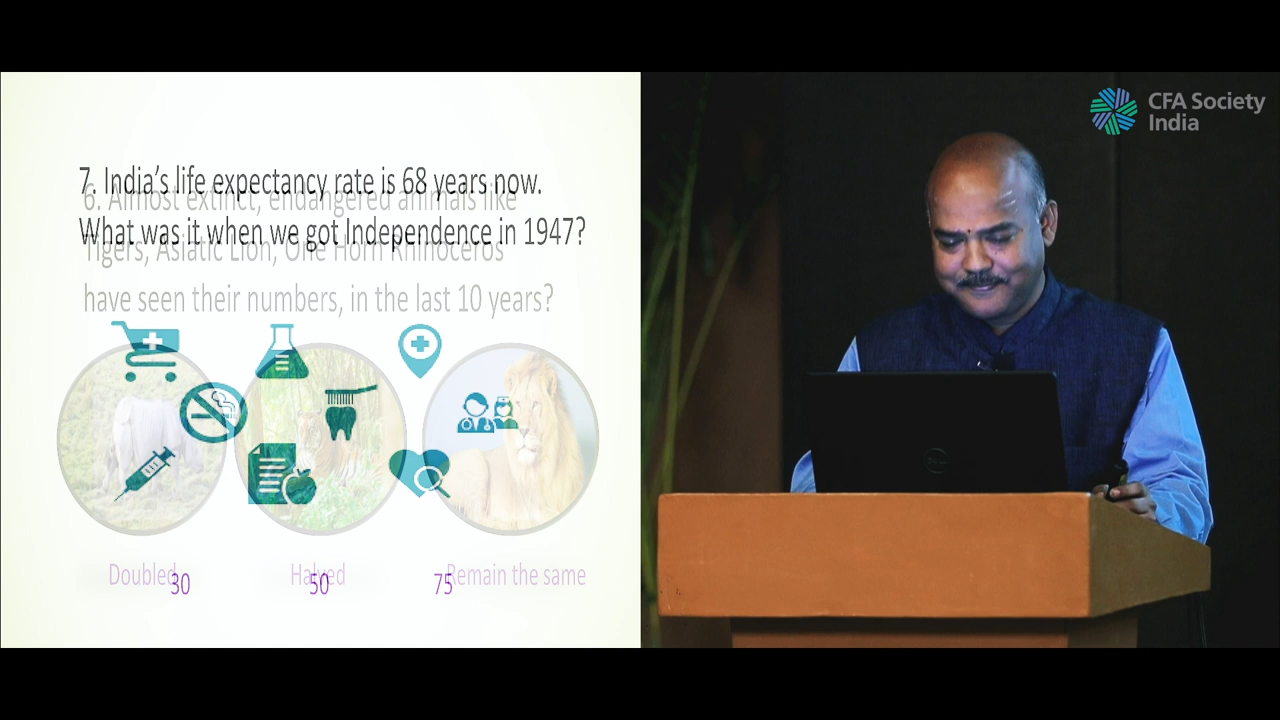 7. India's life expectancy rate is 68 years now.
What was it when we got Independence in 1947?
6. Almost extinct, endangered animals like
Tigers, Asiatic Lion, One Horn Rhinoceros
have seen their numbers, in the last 10 years?
30
50
75
Doubled
Halved
Remain the same
CFA Society
India
DELL